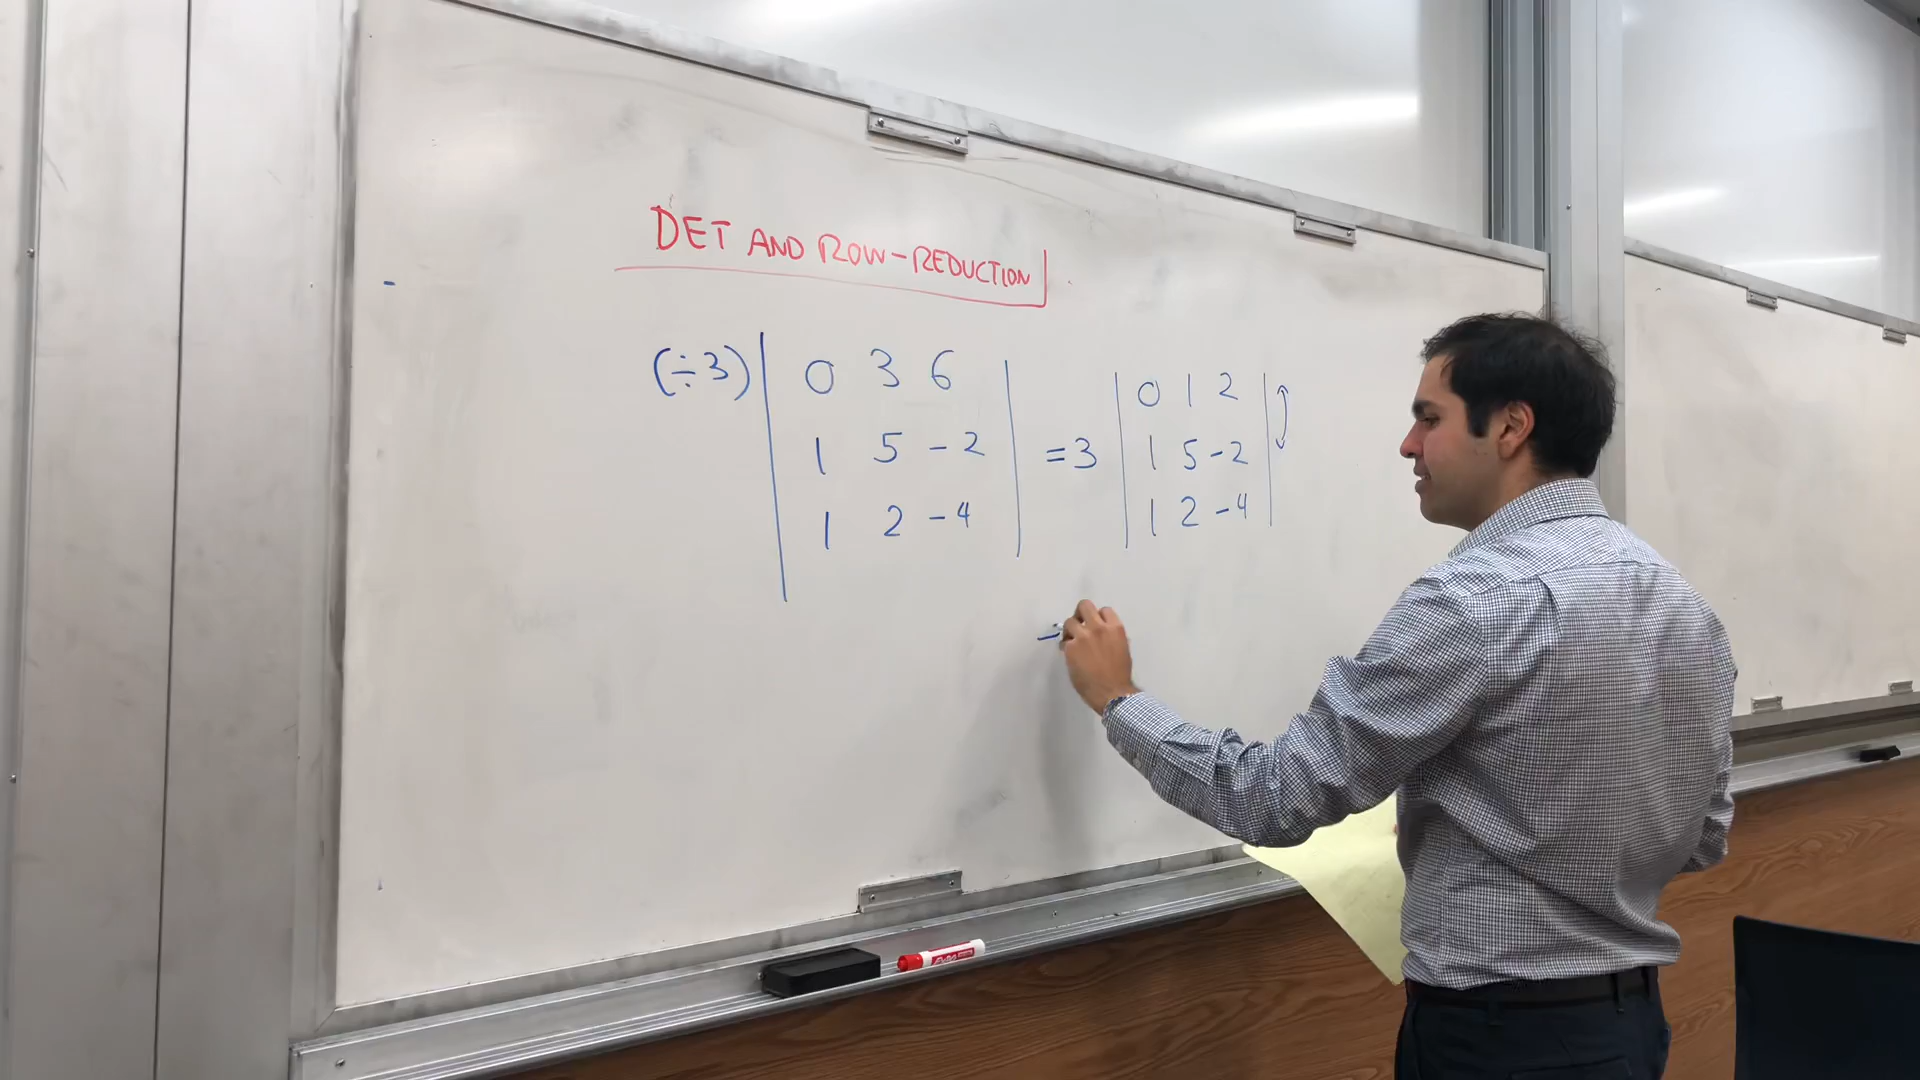 DET AND ROW-REDUCTION
(÷3) | 0 3 6 | | 0 1 2 |
| 1 5 -2 | = 3 | 1 5 -2 |
| 1 2 -4 | | 1 2 -4 |
EXPO